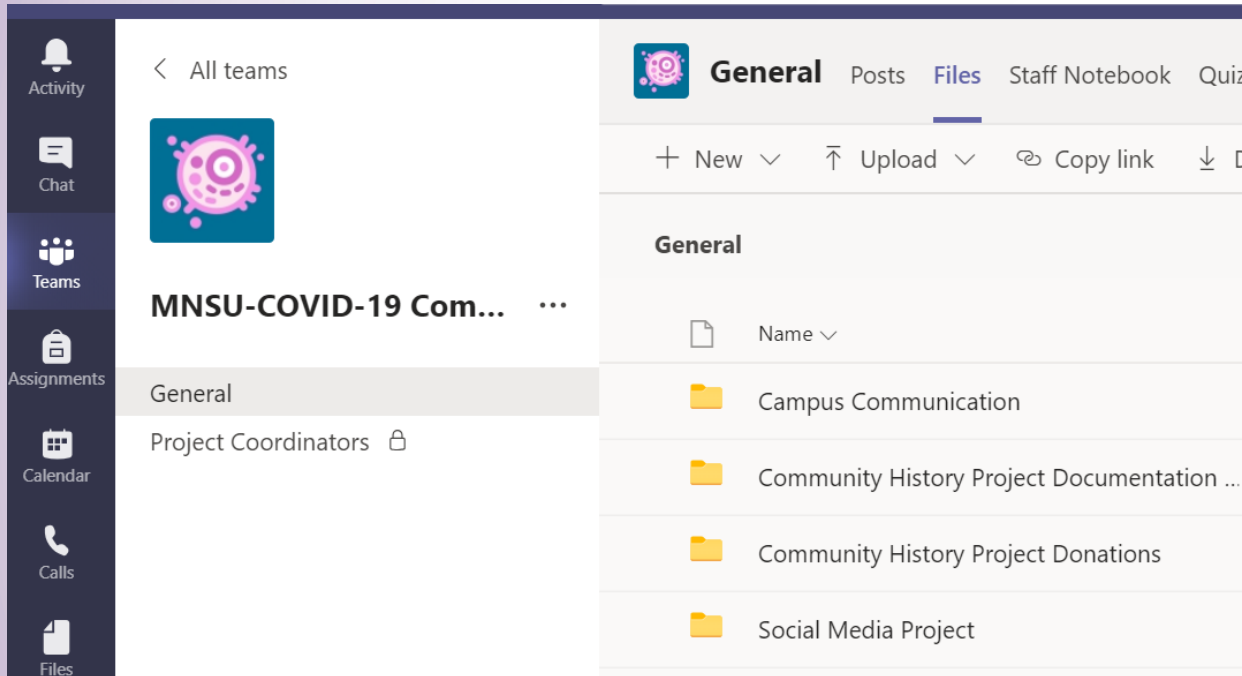 Activity
Chat
Teams
Assignments
Calendar
Calls
Files
All teams
MNSU-COVID-19 Com...
General
Project Coordinators
General Posts Files Staff Notebook
New Upload Copy link
General
Name
Campus Communication
Community History Project Documentation ...
Community History Project Donations
Social Media Project